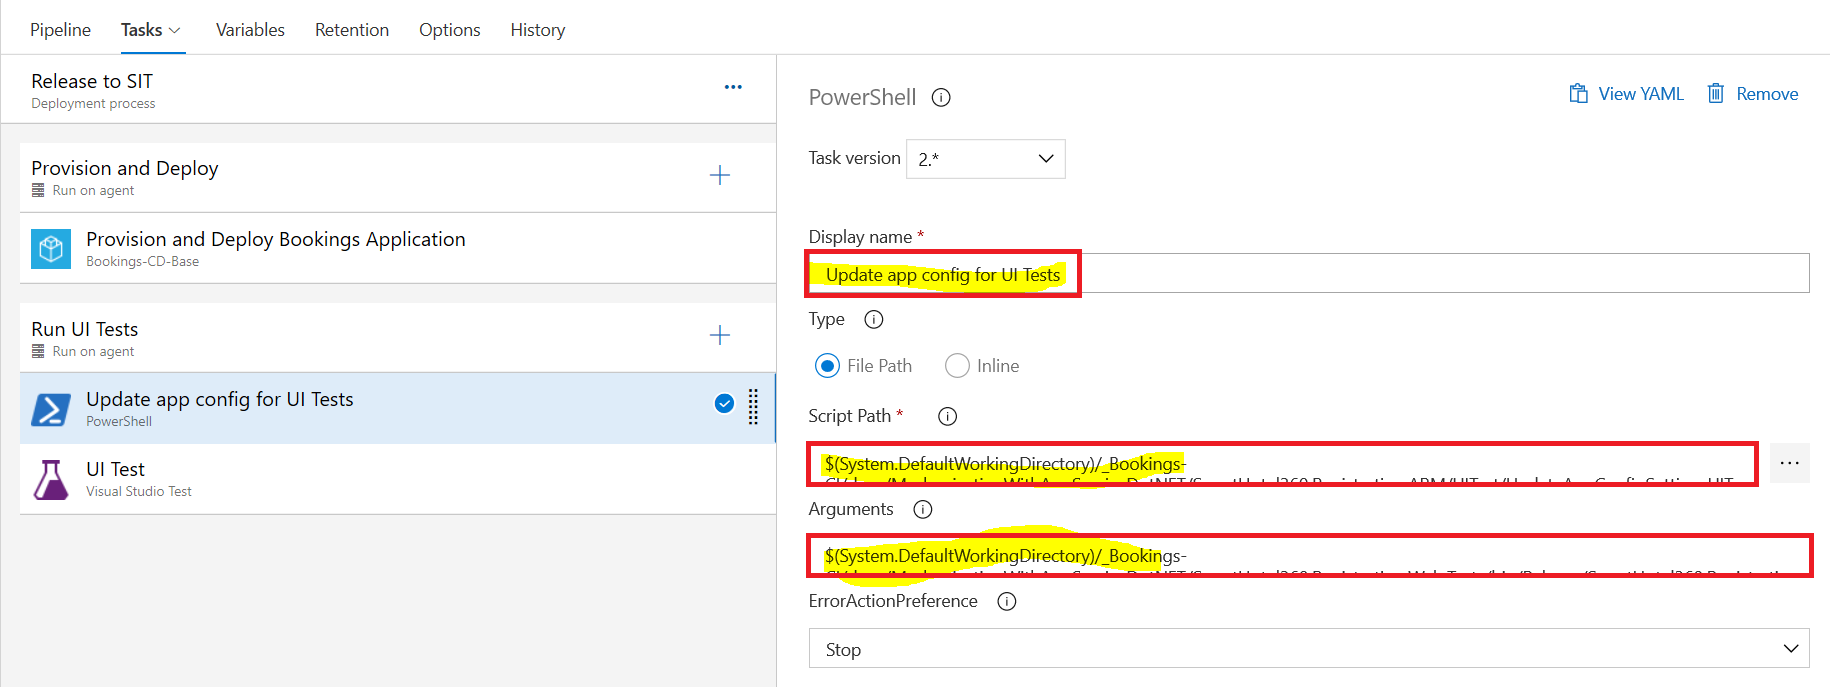 Pipeline Tasks Variables Retention Options History
Release to SIT
Deployment process
...
Provision and Deploy
Run on agent
Provision and Deploy Bookings Application
Bookings-CD-Base
Run UI Tests
Run on agent
Update app config for UI Tests
PowerShell
UI Test
Visual Studio Test
PowerShell
View YAML Remove
Task version 2.*
Display name *
Update app config for UI Tests
Type
File Path Inline
Script Path *
$(System.DefaultWorkingDirectory)/_Bookings-
...
Arguments
$(System.DefaultWorkingDirectory)/_Bookings-
ErrorActionPreference
Stop